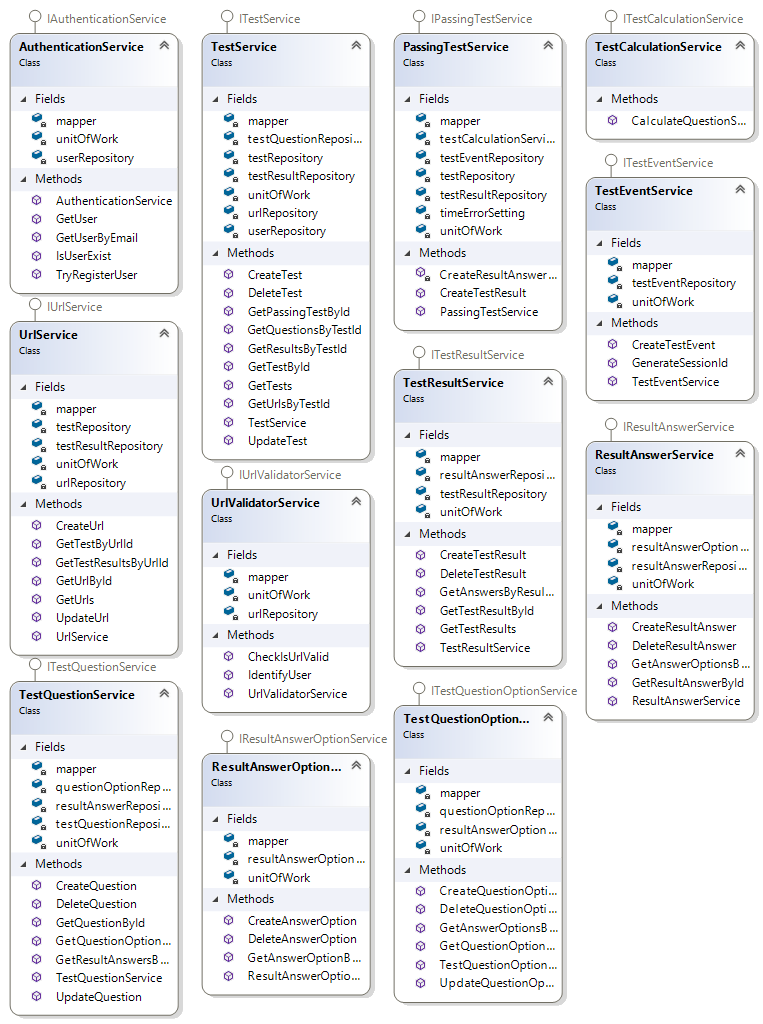 IAuthenticationService
AuthenticationService
Class
Fields
mapper
unitOfWork
userRepository
Methods
AuthenticationService
GetUser
GetUserByEmail
IsUserExist
TryRegisterUser
IUrlService
UrlService
Class
Fields
mapper
testRepository
testResultRepository
unitOfWork
urlRepository
Methods
CreateUrl
GetTestByUrlId
GetTestResultsByUrlId
GetUrlById
GetUrls
UpdateUrl
UrlService
ITestQuestionService
TestQuestionService
Class
Fields
mapper
questionOptionRep...
resultAnswerReposi...
testQuestionReposi...
unitOfWork
Methods
CreateQuestion
DeleteQuestion
GetQuestionById
GetQuestionOption...
GetResultAnswersB...
TestQuestionService
UpdateQuestion
ITestService
TestService
Class
Fields
mapper
testQuestionReposi...
testRepository
testResultRepository
unitOfWork
urlRepository
userRepository
Methods
CreateTest
DeleteTest
GetPassingTestById
GetQuestionsByTestId
GetResultsByTestId
GetTestById
GetTests
GetUrlsByTestId
TestService
UpdateTest
IUrlValidatorService
UrlValidatorService
Class
Fields
mapper
unitOfWork
urlRepository
Methods
CheckIsUrlValid
IdentifyUser
UrlValidatorService
IResultAnswerOptionService
ResultAnswerOption...
Class
Fields
mapper
resultAnswerOption...
unitOfWork
Methods
CreateAnswerOption
DeleteAnswerOption
GetAnswerOptionB...
ResultAnswerOptio...
IPassingTestService
PassingTestService
Class
Fields
mapper
testCalculationServi...
testEventRepository
testRepository
testResultRepository
timeErrorSetting
unitOfWork
Methods
CreateResultAnswer...
CreateTestResult
PassingTestService
ITestResultService
TestResultService
Class
Fields
mapper
resultAnswerReposi...
testResultRepository
unitOfWork
Methods
CreateTestResult
DeleteTestResult
GetAnswersByResul...
GetTestResultById
GetTestResults
TestResultService
ITestQuestionOptionService
TestQuestionOption...
Class
Fields
mapper
questionOptionRep...
resultAnswerOption...
unitOfWork
Methods
CreateQuestionOpti...
DeleteQuestionOpti...
GetAnswerOptionsB...
GetQuestionOption...
TestQuestionOption...
UpdateQuestionOp...
ITestCalculationService
TestCalculationService
Class
Methods
CalculateQuestionS...
ITestEventService
TestEventService
Class
Fields
mapper
testEventRepository
unitOfWork
Methods
CreateTestEvent
GenerateSessionId
TestEventService
IResultAnswerService
ResultAnswerService
Class
Fields
mapper
resultAnswerOption...
resultAnswerReposi...
unitOfWork
Methods
CreateResultAnswer
DeleteResultAnswer
GetAnswerOptionsB...
GetResultAnswerById
ResultAnswerService